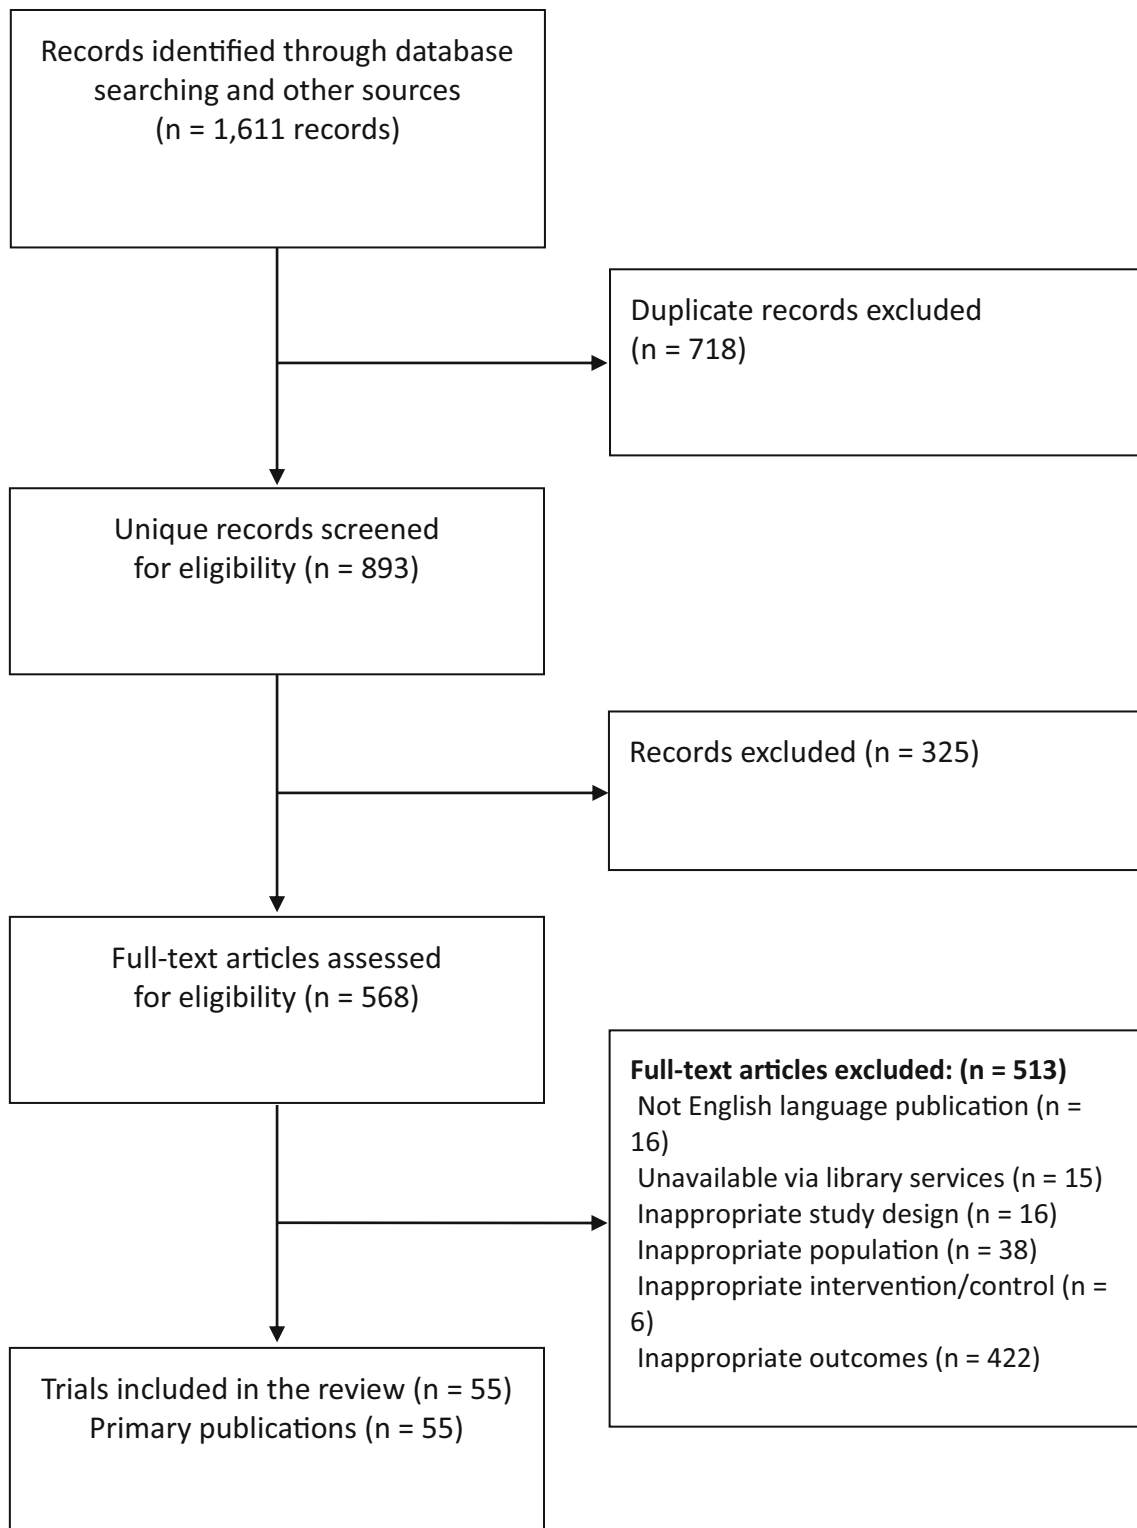 Records identified through database
searching and other sources
(n = 1,611 records)
Duplicate records excluded
(n = 718)
Unique records screened
for eligibility (n = 893)
Records excluded (n = 325)
Full-text articles assessed
for eligibility (n = 568)
Full-text articles excluded: (n = 513)
Not English language publication (n =
16)
Unavailable via library services (n = 15)
Inappropriate study design (n = 16)
Inappropriate population (n = 38)
Inappropriate intervention/control (n =
6)
Inappropriate outcomes (n = 422)
Trials included in the review (n = 55)
Primary publications (n = 55)